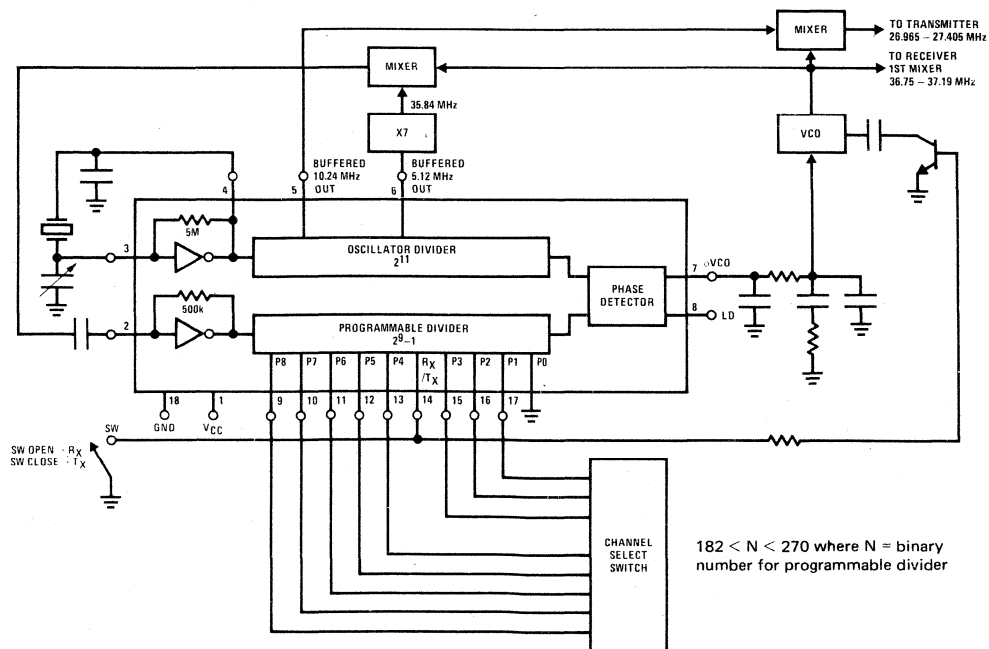 MIXER
TO TRANSMITTER
26.965 – 27.405 MHz
MIXER
TO RECEIVER
1ST MIXER
36.75 – 37.19 MHz
35.84 MHz
X7
VCO
BUFFERED
10.24 MHz
OUT
BUFFERED
5.12 MHz
OUT
4
5
6
5M
3
OSCILLATOR DIVIDER
2¹¹
PHASE
DETECTOR
7
φVCO
8
LD
500k
2
PROGRAMMABLE DIVIDER
2⁹–1
P8
P7
P6
P5
P4
RX
/TX
P3
P2
P1
P0
18
1
9
10
11
12
13
14
15
16
17
GND
VCC
SW
SW OPEN · RX
SW CLOSE · TX
CHANNEL
SELECT
SWITCH
182 < N < 270 where N = binary
number for programmable divider